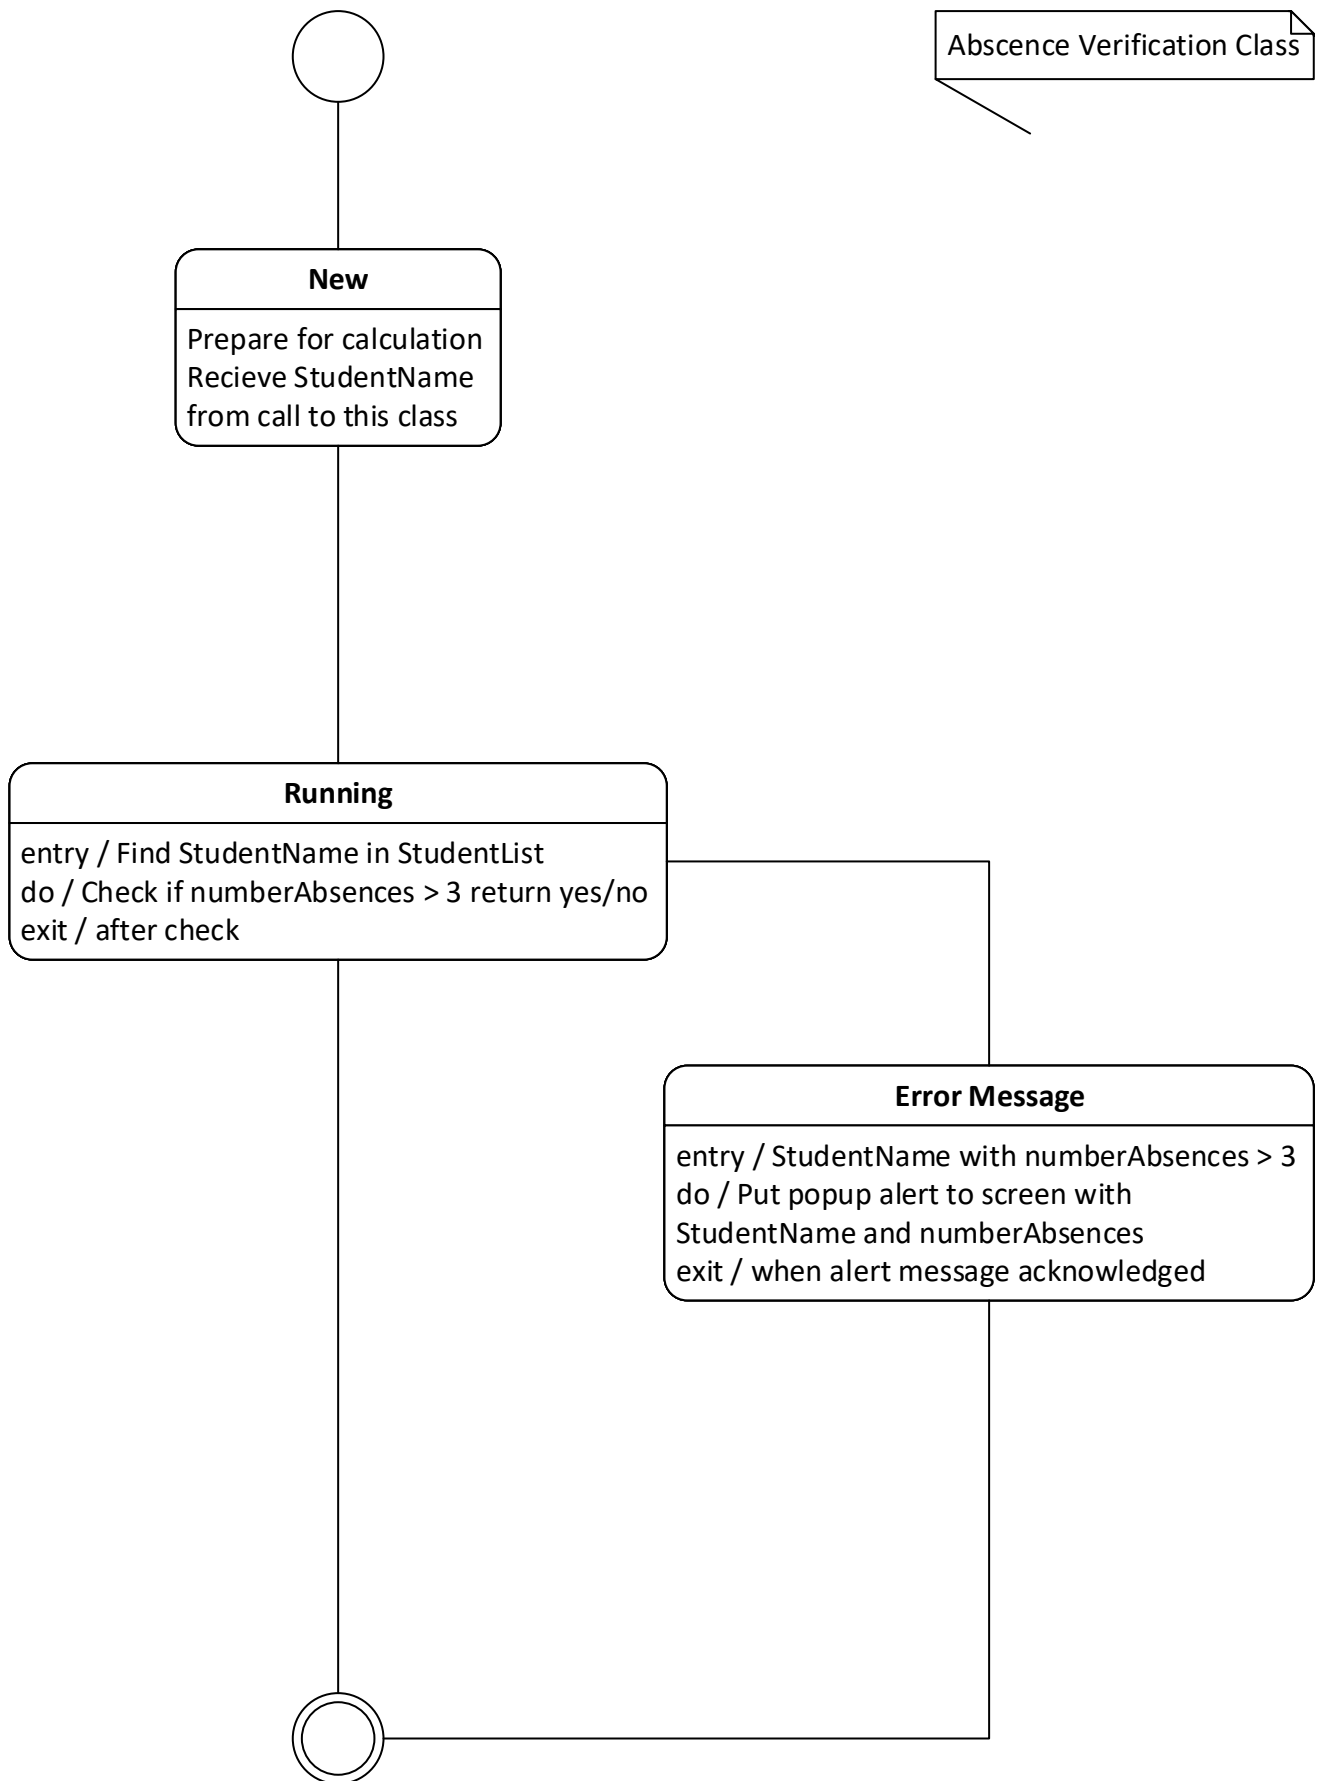 Abscence Verification Class
New
Prepare for calculation
Recieve StudentName
from call to this class
Running
entry / Find StudentName in StudentList
do / Check if numberAbsences > 3 return yes/no
exit / after check
Error Message
entry / StudentName with numberAbsences > 3
do / Put popup alert to screen with
StudentName and numberAbsences
exit / when alert message acknowledged